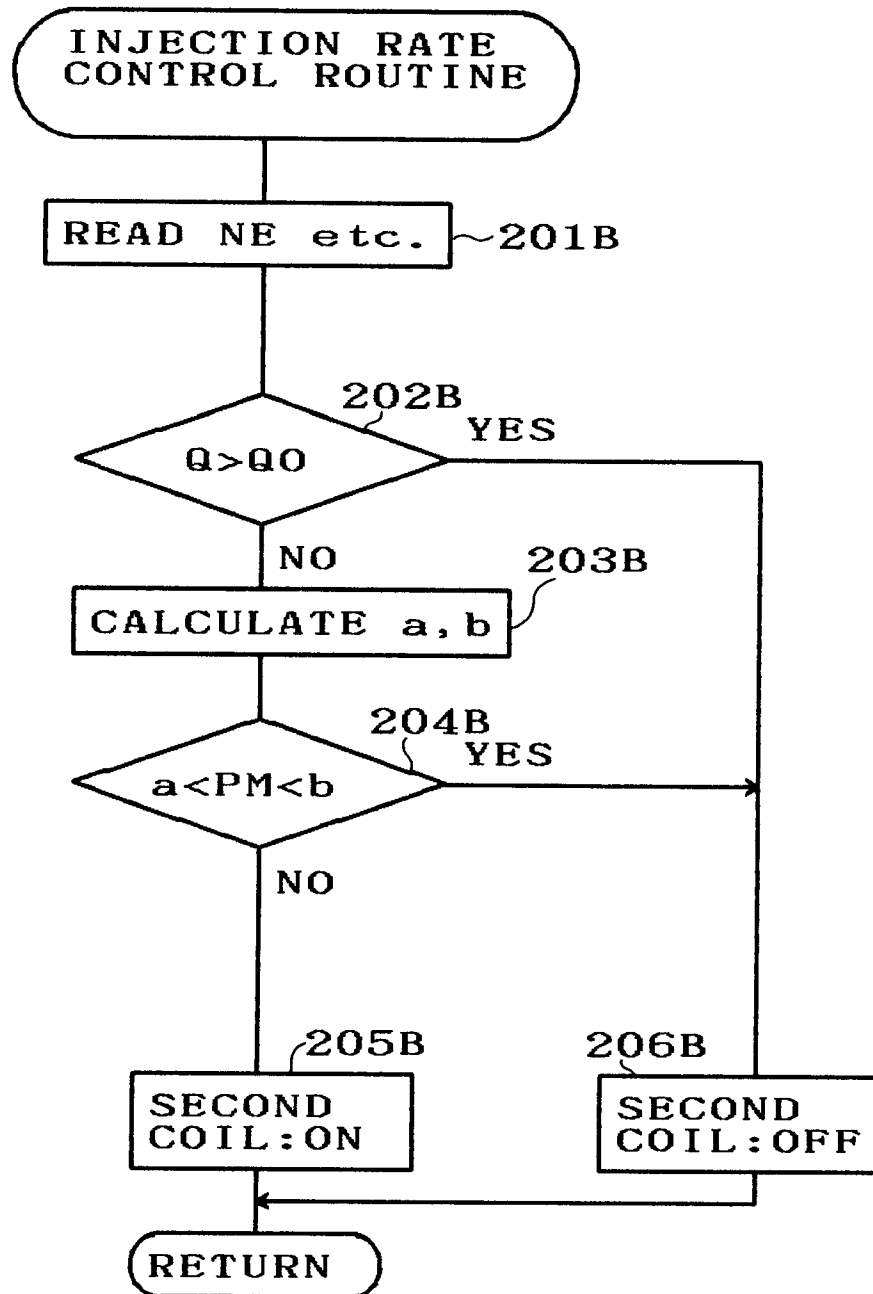 INJECTION RATE
CONTROL ROUTINE
READ NE etc.
201B
202B
YES
Q>Q0
NO
203B
CALCULATE a,b
204B
YES
a<PM<b
NO
205B
206B
SECOND
COIL:ON
SECOND
COIL:OFF
RETURN